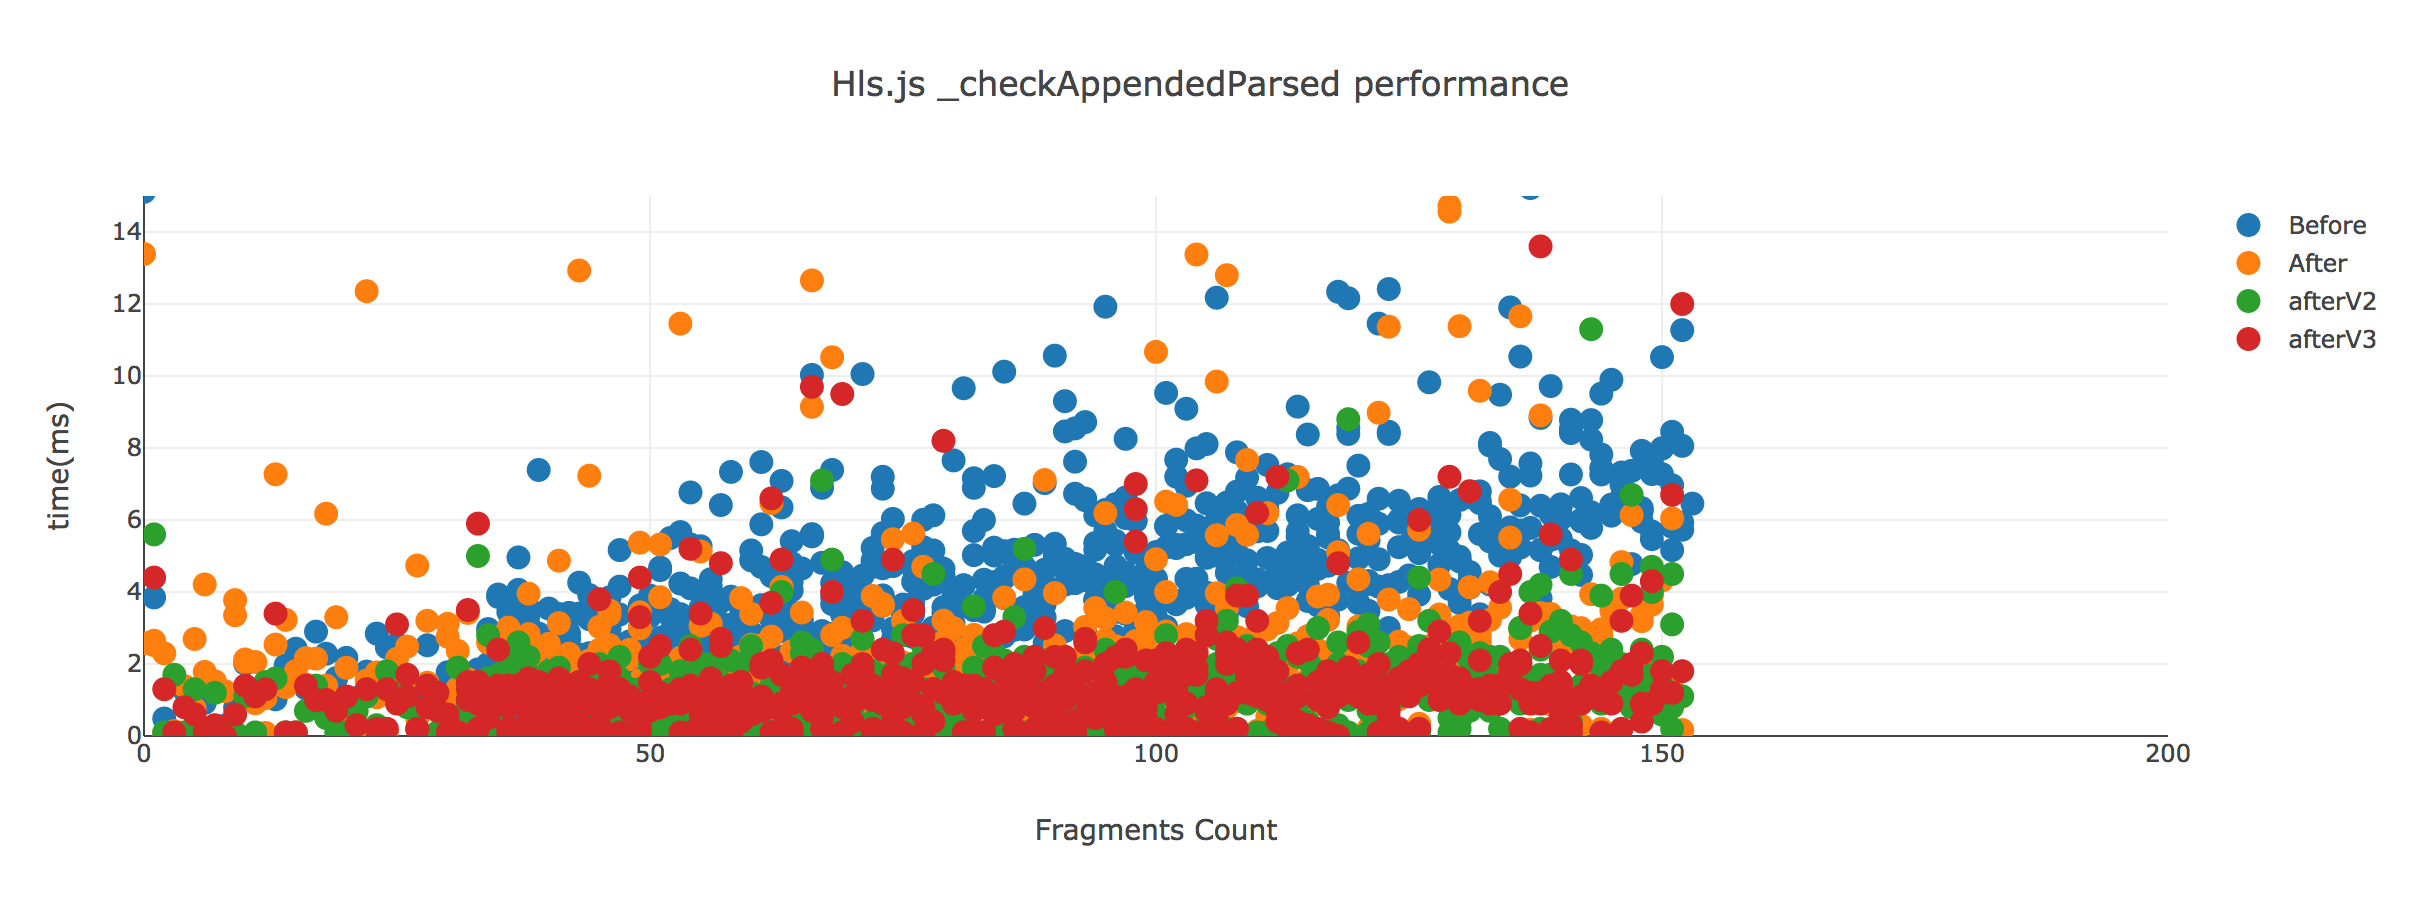 Hls.js _checkAppendedParsed performance
Before
After
afterV2
afterV3
time(ms)
14
12
10
8
6
4
2
0
0 50 100 150 200
Fragments Count